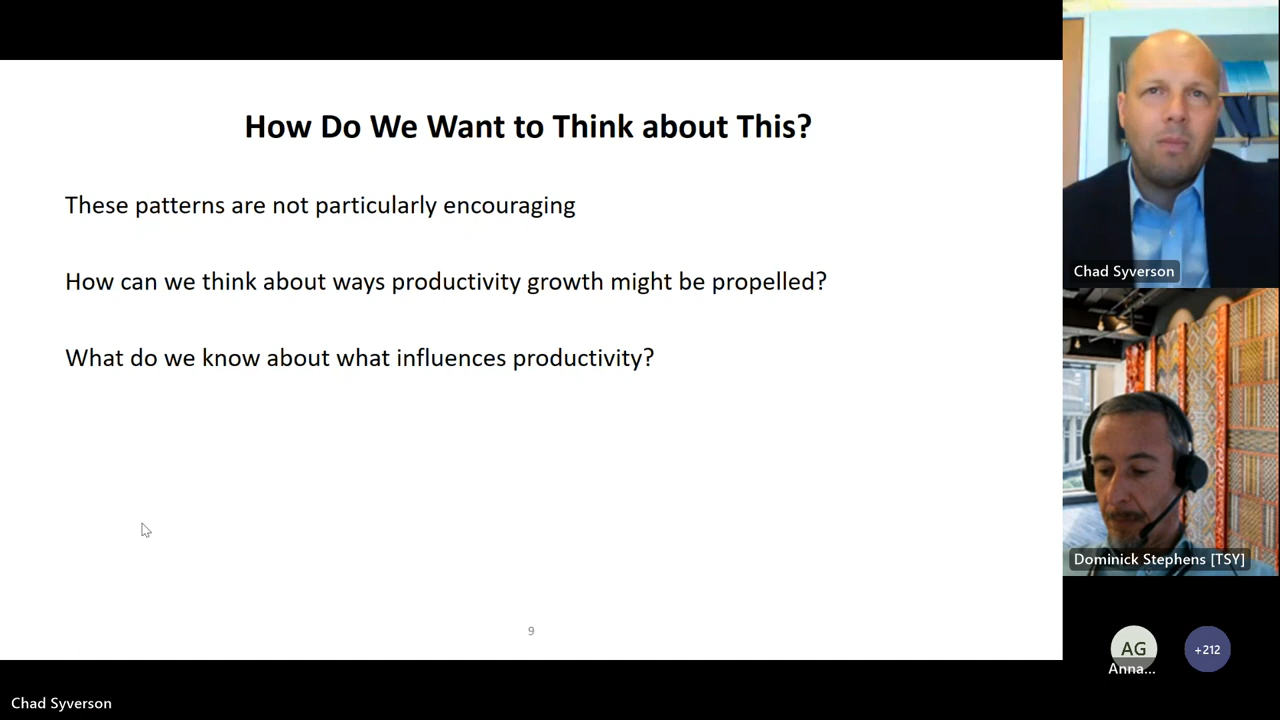 How Do We Want to Think about This?
These patterns are not particularly encouraging
How can we think about ways productivity growth might be propelled?
What do we know about what influences productivity?
9
Chad Syverson
Dominick Stephens [TSY]
AG
Anna...
+212
Chad Syverson